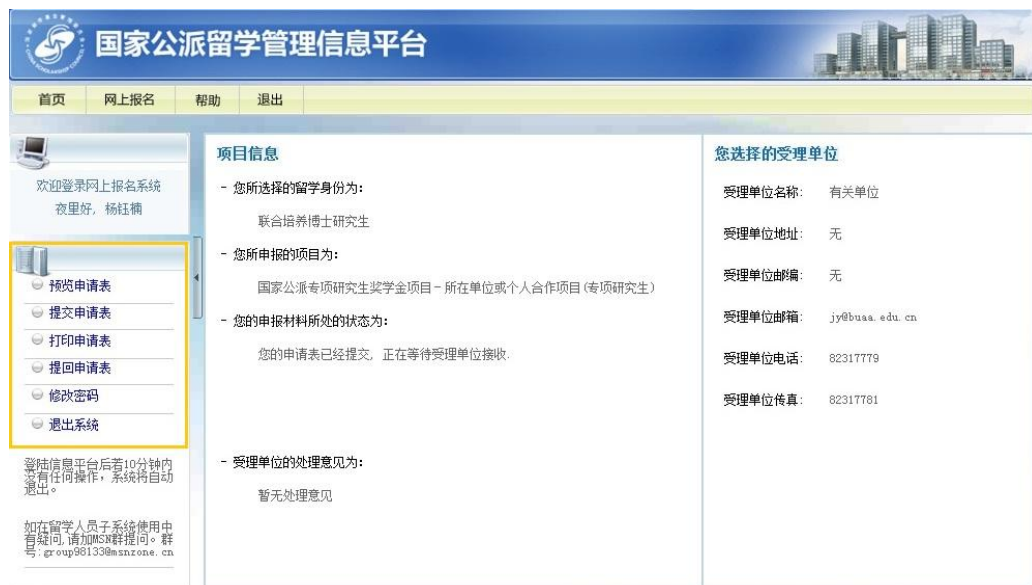 国家公派留学管理信息平台
首页 网上报名 帮助 退出
欢迎登录网上报名系统
夜里好, 杨钰楠
预览申请表
提交申请表
打印申请表
提回申请表
修改密码
退出系统
登陆信息平台后若10分钟内
没有任何操作，系统将自动
退出。
如在留学人员子系统使用中
有疑问,请加MSN群提问。群
号:group98133@msnzone.cn
项目信息
- 您所选择的留学身份为:
联合培养博士研究生
- 您所申报的项目为:
国家公派专项研究生奖学金项目－所在单位或个人合作项目(专项研究生)
- 您的申报材料所处的状态为:
您的申请表已经提交, 正在等待受理单位接收.
- 受理单位的处理意见为:
暂无处理意见
您选择的受理单位
受理单位名称: 有关单位
受理单位地址: 无
受理单位邮编: 无
受理单位邮箱: jy@buaa.edu.cn
受理单位电话: 82317779
受理单位传真: 82317781